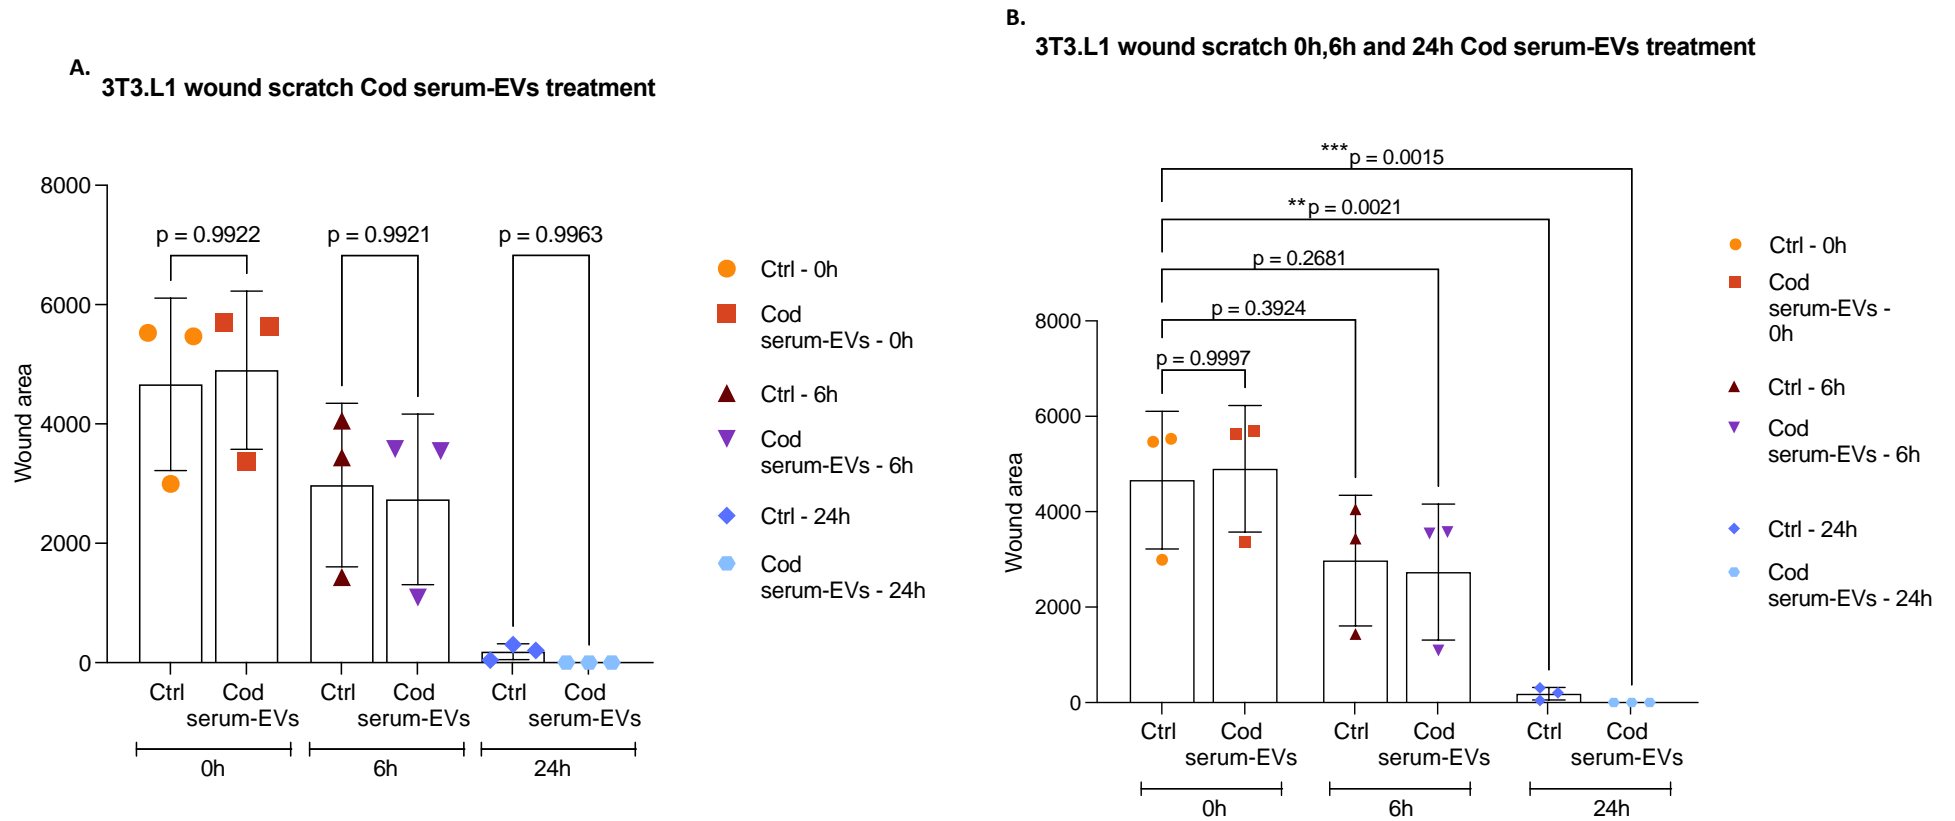 A.
3T3.L1 wound scratch Cod serum-EVs treatment
8000
6000
4000
2000
0
Wound area
p = 0.9922
p = 0.9921
p = 0.9963
Ctrl
Cod
serum-EVs
Ctrl
Cod
serum-EVs
Ctrl
Cod
serum-EVs
0h
6h
24h
Ctrl - 0h
Cod
serum-EVs - 0h
Ctrl - 6h
Cod
serum-EVs - 6h
Ctrl - 24h
Cod
serum-EVs - 24h
B.
3T3.L1 wound scratch 0h,6h and 24h Cod serum-EVs treatment
***p = 0.0015
**p = 0.0021
p = 0.2681
p = 0.3924
p = 0.9997
8000
6000
4000
2000
0
Wound area
Ctrl
Cod
serum-EVs
Ctrl
Cod
serum-EVs
Ctrl
Cod
serum-EVs
0h
6h
24h
Ctrl - 0h
Cod
serum-EVs -
0h
Ctrl - 6h
Cod
serum-EVs - 6h
Ctrl - 24h
Cod
serum-EVs - 24h